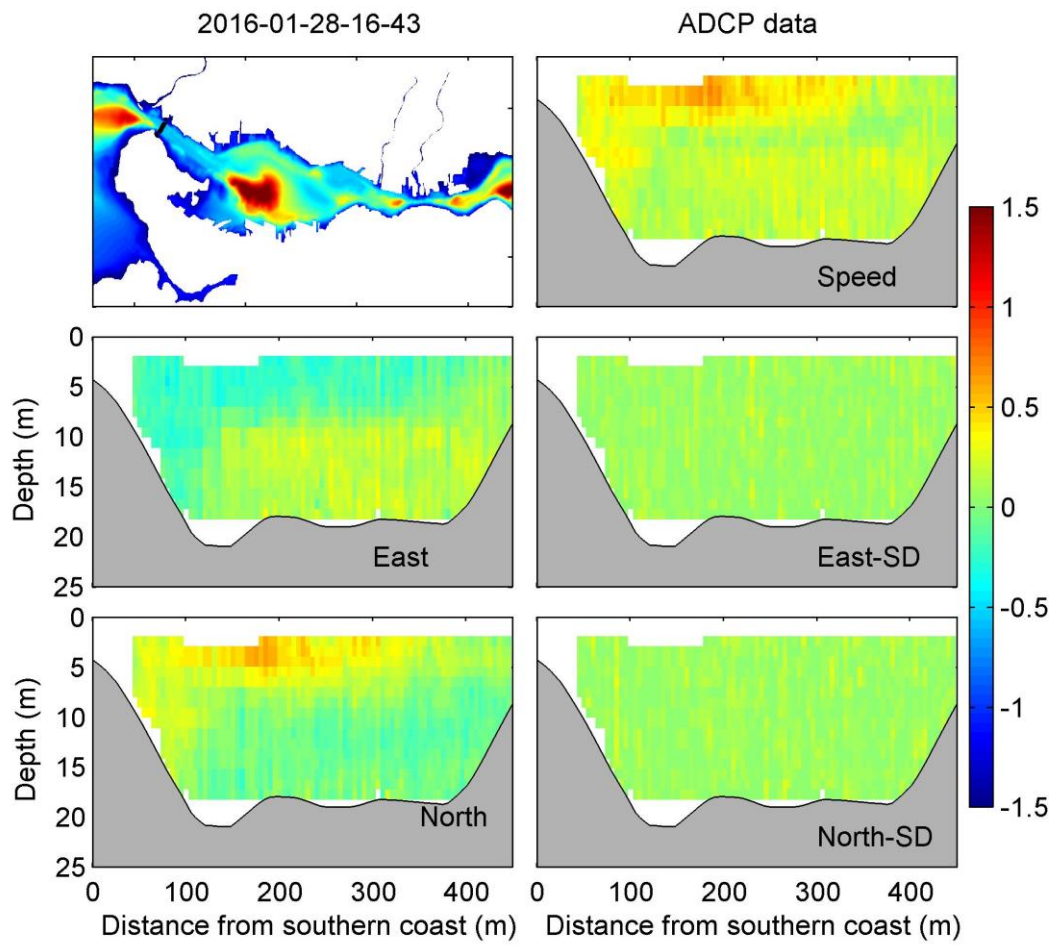 2016-01-28-16-43
ADCP data
Speed
1.5
1
0.5
0
-0.5
-1
-1.5
0
5
10
15
20
25
Depth (m)
East
East-SD
0
5
10
15
20
25
Depth (m)
North
North-SD
0 100 200 300 400
0 100 200 300 400
Distance from southern coast (m)
Distance from southern coast (m)